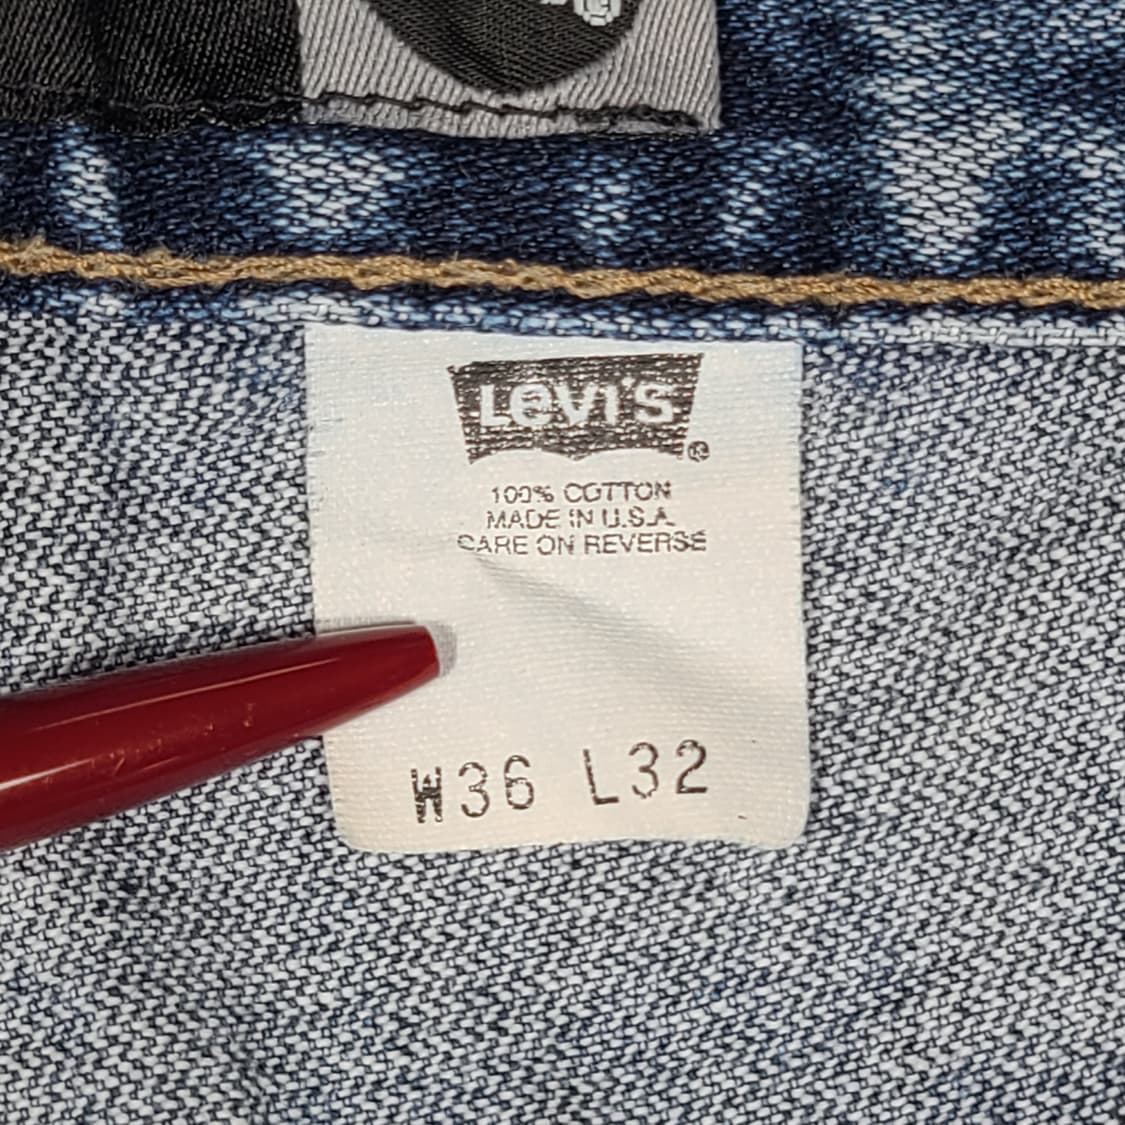 Levi's ®
100% COTTON
MADE IN U.S.A.
CARE ON REVERSE
W36 L32